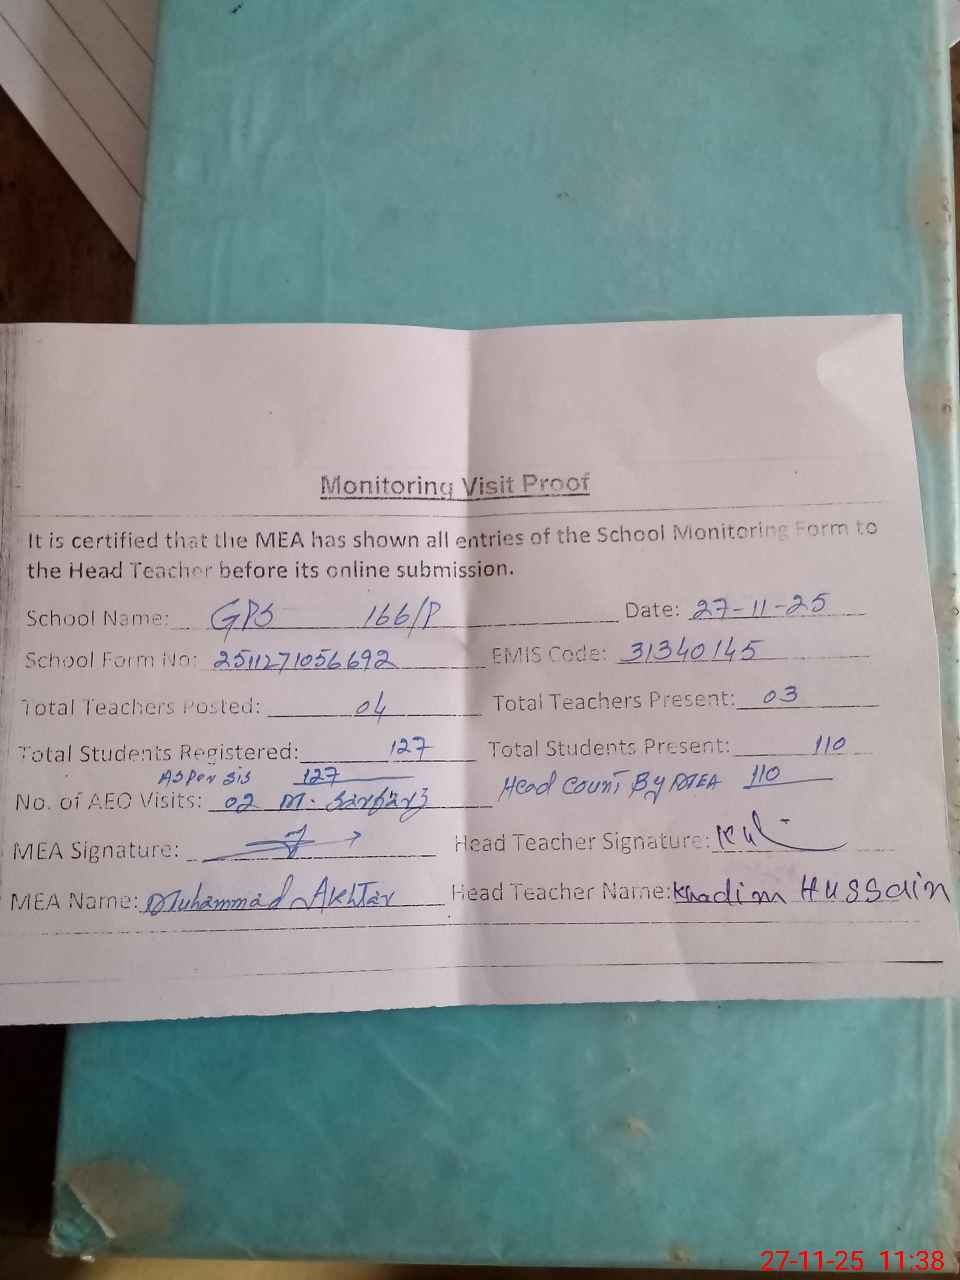 Monitoring Visit Proof
It is certified that the MEA has shown all entries of the School Monitoring Form to
the Head Teacher before its online submission.
School Name: GPS 166/P Date: 27-11-25
School Form No: 2511271056692 EMIS Code: 31340145
Total Teachers Posted: 04 Total Teachers Present: 03
Total Students Registered: 127 Total Students Present: 110
As per sis 127 Head Count By MEA 110
No. of AEO Visits: 02 M.
MEA Signature: Head Teacher Signature:
MEA Name: Muhammad Akhtar Head Teacher Name: Khadim Hussain
27-11-25 11:38